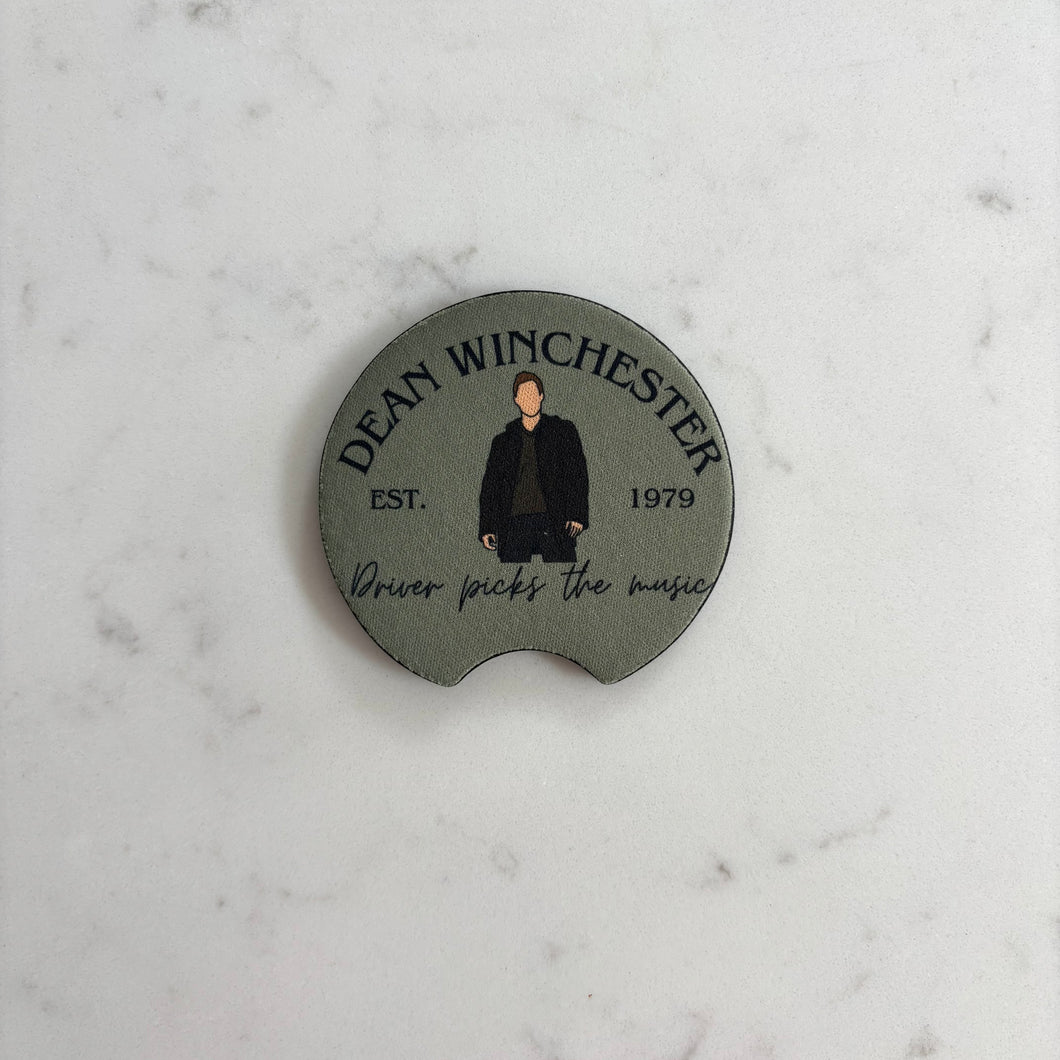 DEAN WINCHESTER
EST. 1979
Driver picks the music